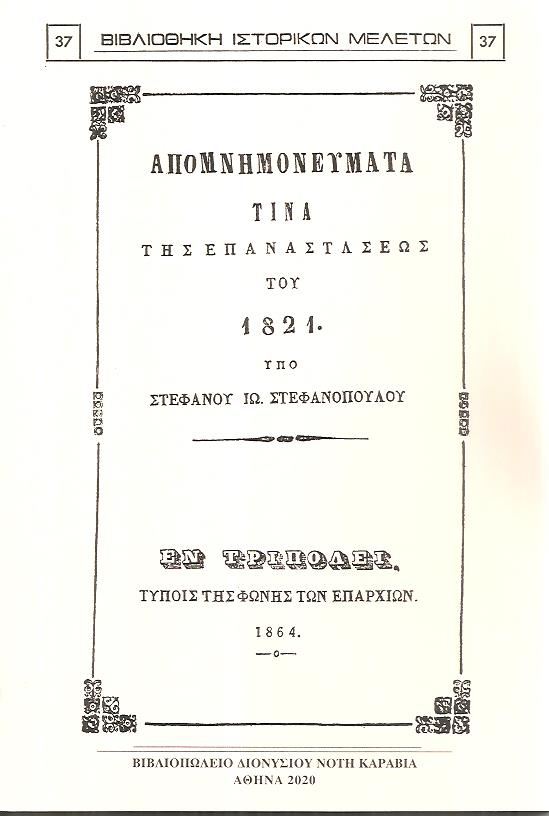 37 ΒΙΒΛΙΟΘΗΚΗ ΙΣΤΟΡΙΚΩΝ ΜΕΛΕΤΩΝ 37
ΑΠΟΜΝΗΜΟΝΕΥΜΑΤΑ
ΤΙΝΑ
ΤΗΣ ΕΠΑΝΑΣΤΑΣΕΩΣ
ΤΟΥ
1821.
ΥΠΟ
ΣΤΕΦΑΝΟΥ ΙΩ. ΣΤΕΦΑΝΟΠΟΥΛΟΥ
ΕΝ ΤΡΙΠΟΛΕΙ,
ΤΥΠΟΙΣ ΤΗΣ ΦΩΝΗΣ ΤΩΝ ΕΠΑΡΧΙΩΝ.
1864.
ΒΙΒΛΙΟΠΩΛΕΙΟ ΔΙΟΝΥΣΙΟΥ ΝΟΤΗ ΚΑΡΑΒΙΑ
ΑΘΗΝΑ 2020